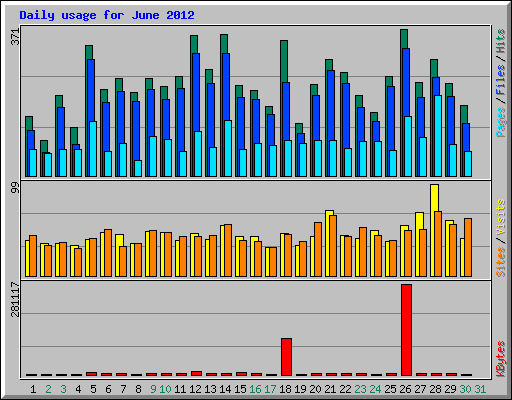 Daily usage for June 2012
371
Pages / Files / Hits
99
Sites / Visits
281117
KBytes
1 2 3 4 5 6 7 8 9 10 11 12 13 14 15 16 17 18 19 20 21 22 23 24 25 26 27 28 29 30 31